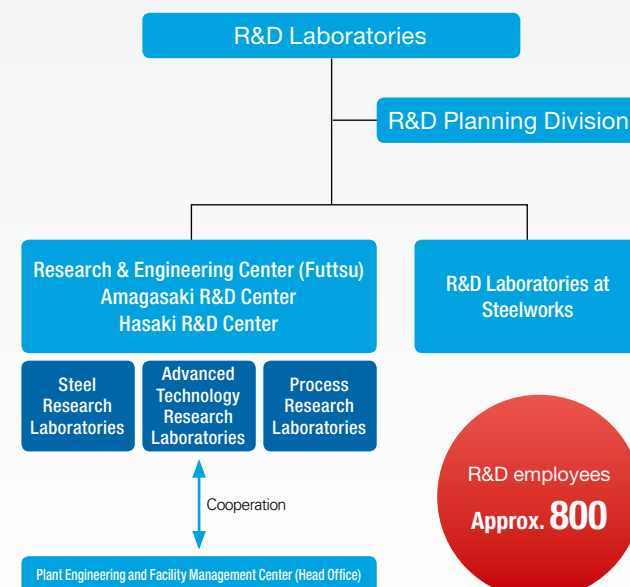 R&D Laboratories
R&D Planning Division
Research & Engineering Center (Futtsu)
Amagasaki R&D Center
Hasaki R&D Center
R&D Laboratories at
Steelworks
Steel
Research
Laboratories
Advanced
Technology
Research
Laboratories
Process
Research
Laboratories
Cooperation
R&D employees
Approx. 800
Plant Engineering and Facility Management Center (Head Office)